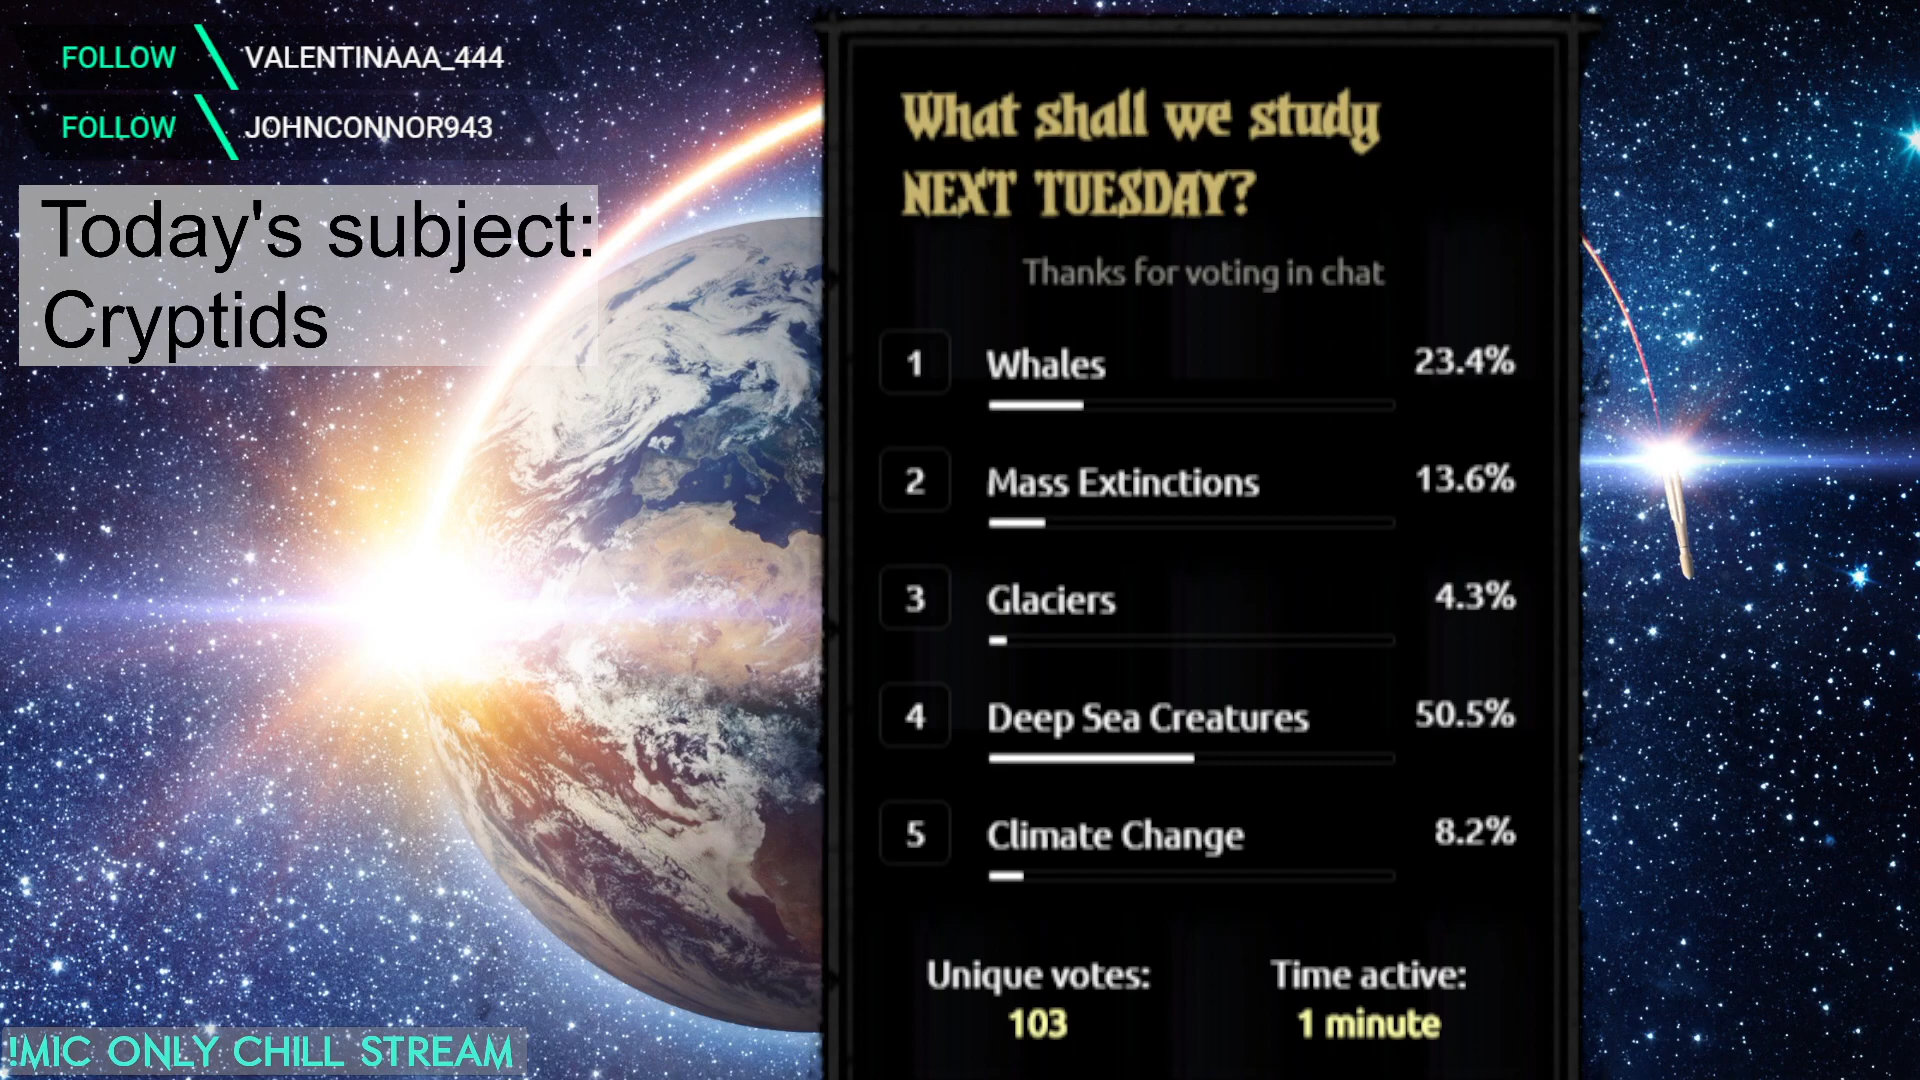 FOLLOW VALENTINAAA_444
FOLLOW JOHNCONNOR943
Today's subject:
Cryptids
What shall we study
NEXT TUESDAY?
Thanks for voting in chat
1 Whales 23.4%
2 Mass Extinctions 13.6%
3 Glaciers 4.3%
4 Deep Sea Creatures 50.5%
5 Climate Change 8.2%
Unique votes: Time active:
103 1 minute
!MIC ONLY CHILL STREAM